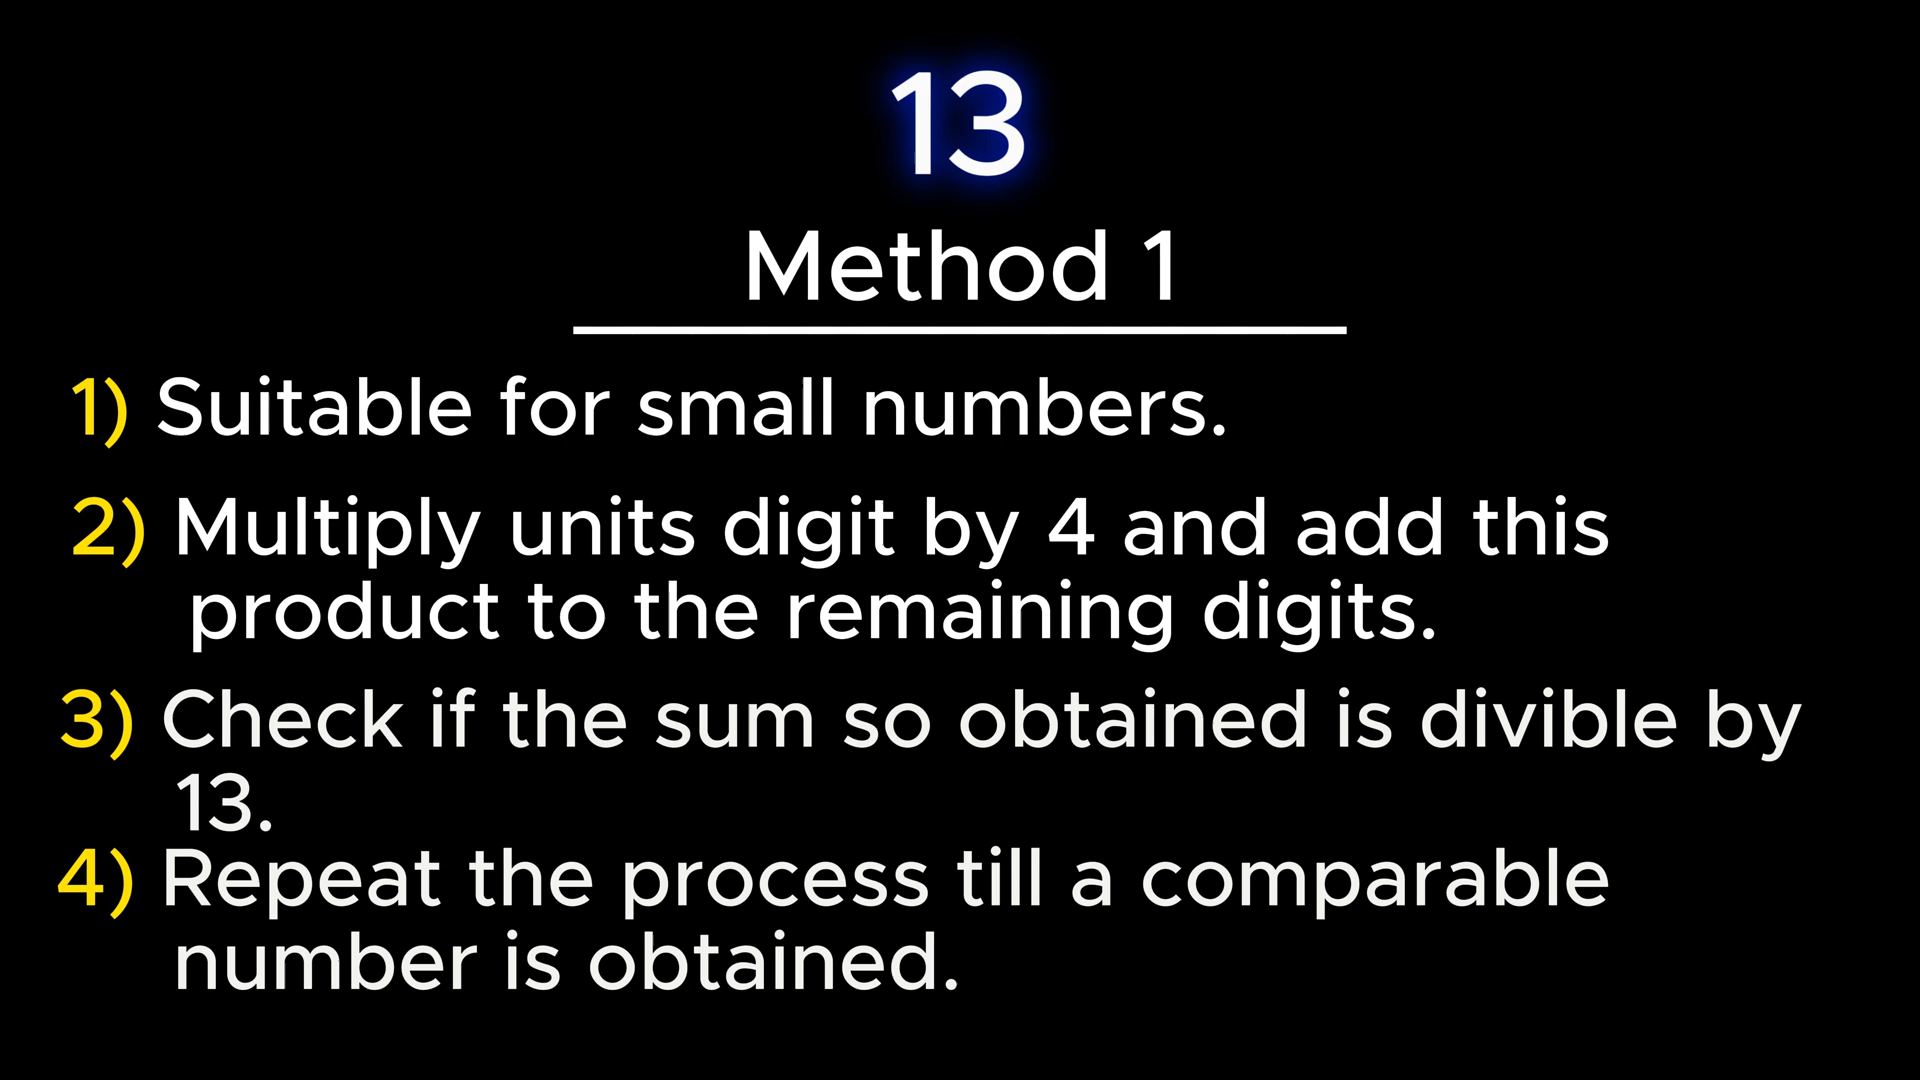 13
Method 1
1) Suitable for small numbers.
2) Multiply units digit by 4 and add this
product to the remaining digits.
3) Check if the sum so obtained is divible by
13.
4) Repeat the process till a comparable
number is obtained.